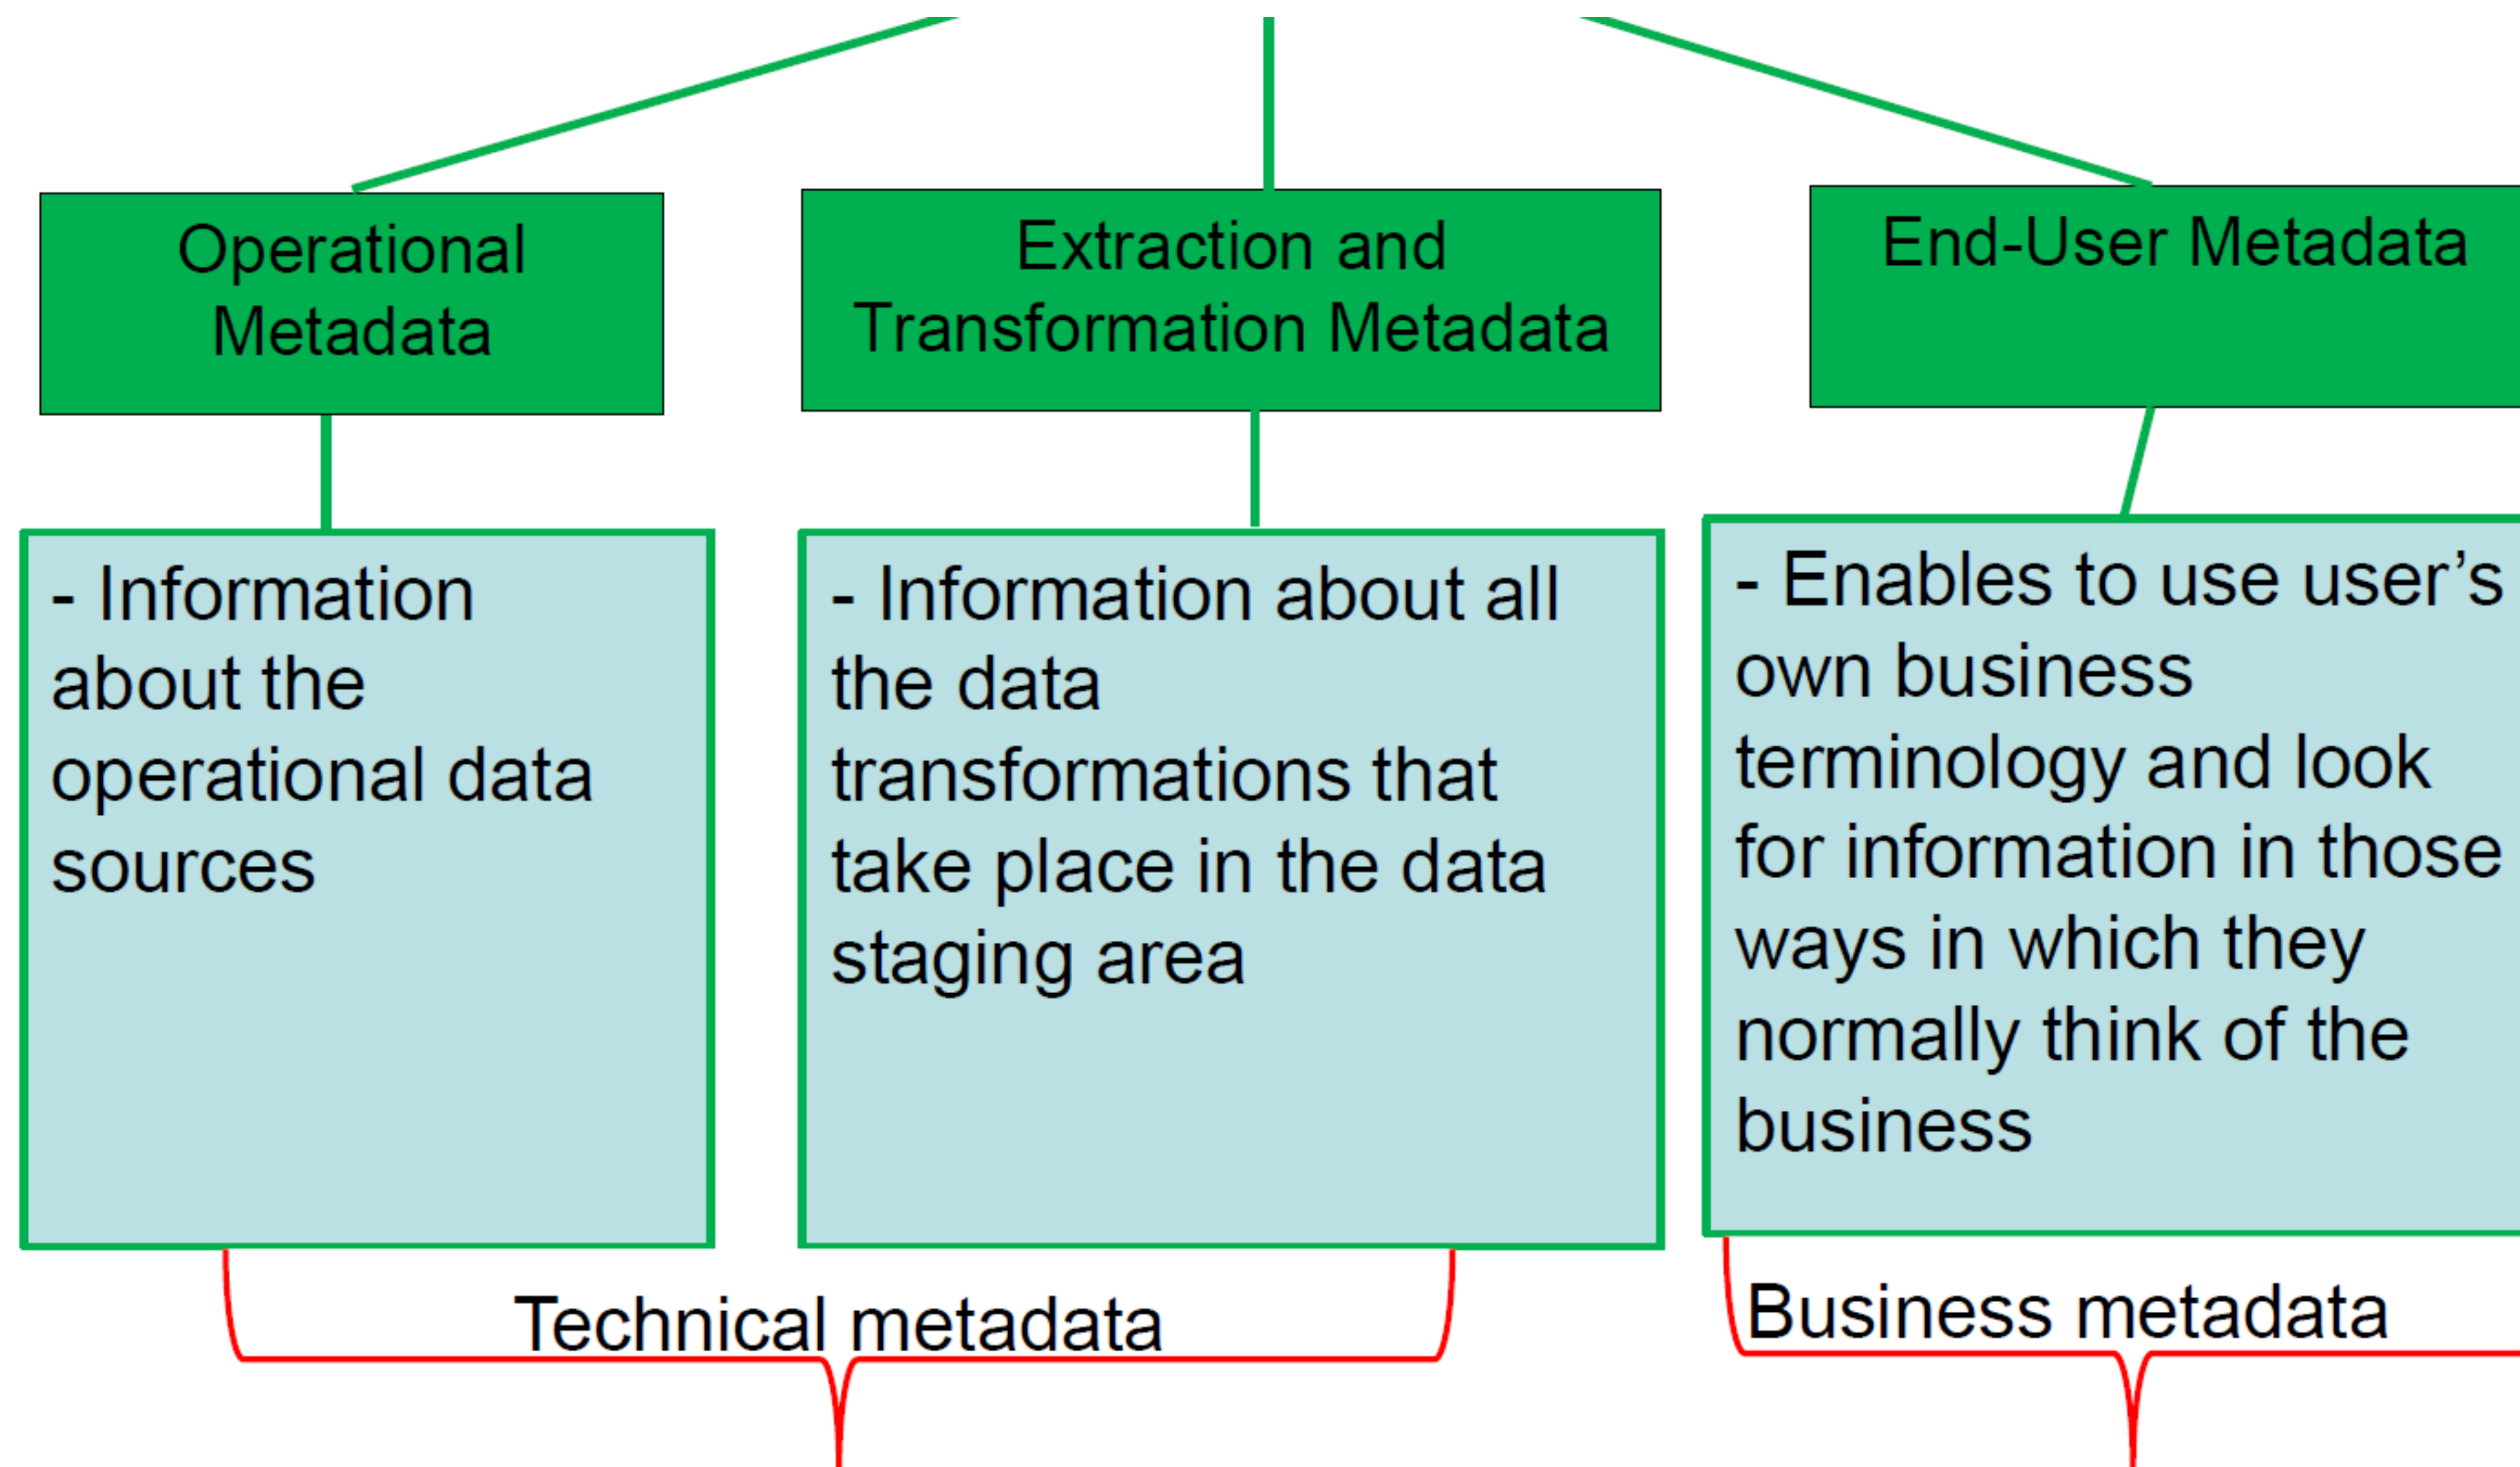 Operational
Metadata
Extraction and
Transformation Metadata
End-User Metadata
- Information
about the
operational data
sources
- Information about all
the data
transformations that
take place in the data
staging area
- Enables to use user’s
own business
terminology and look
for information in those
ways in which they
normally think of the
business
Technical metadata
Business metadata